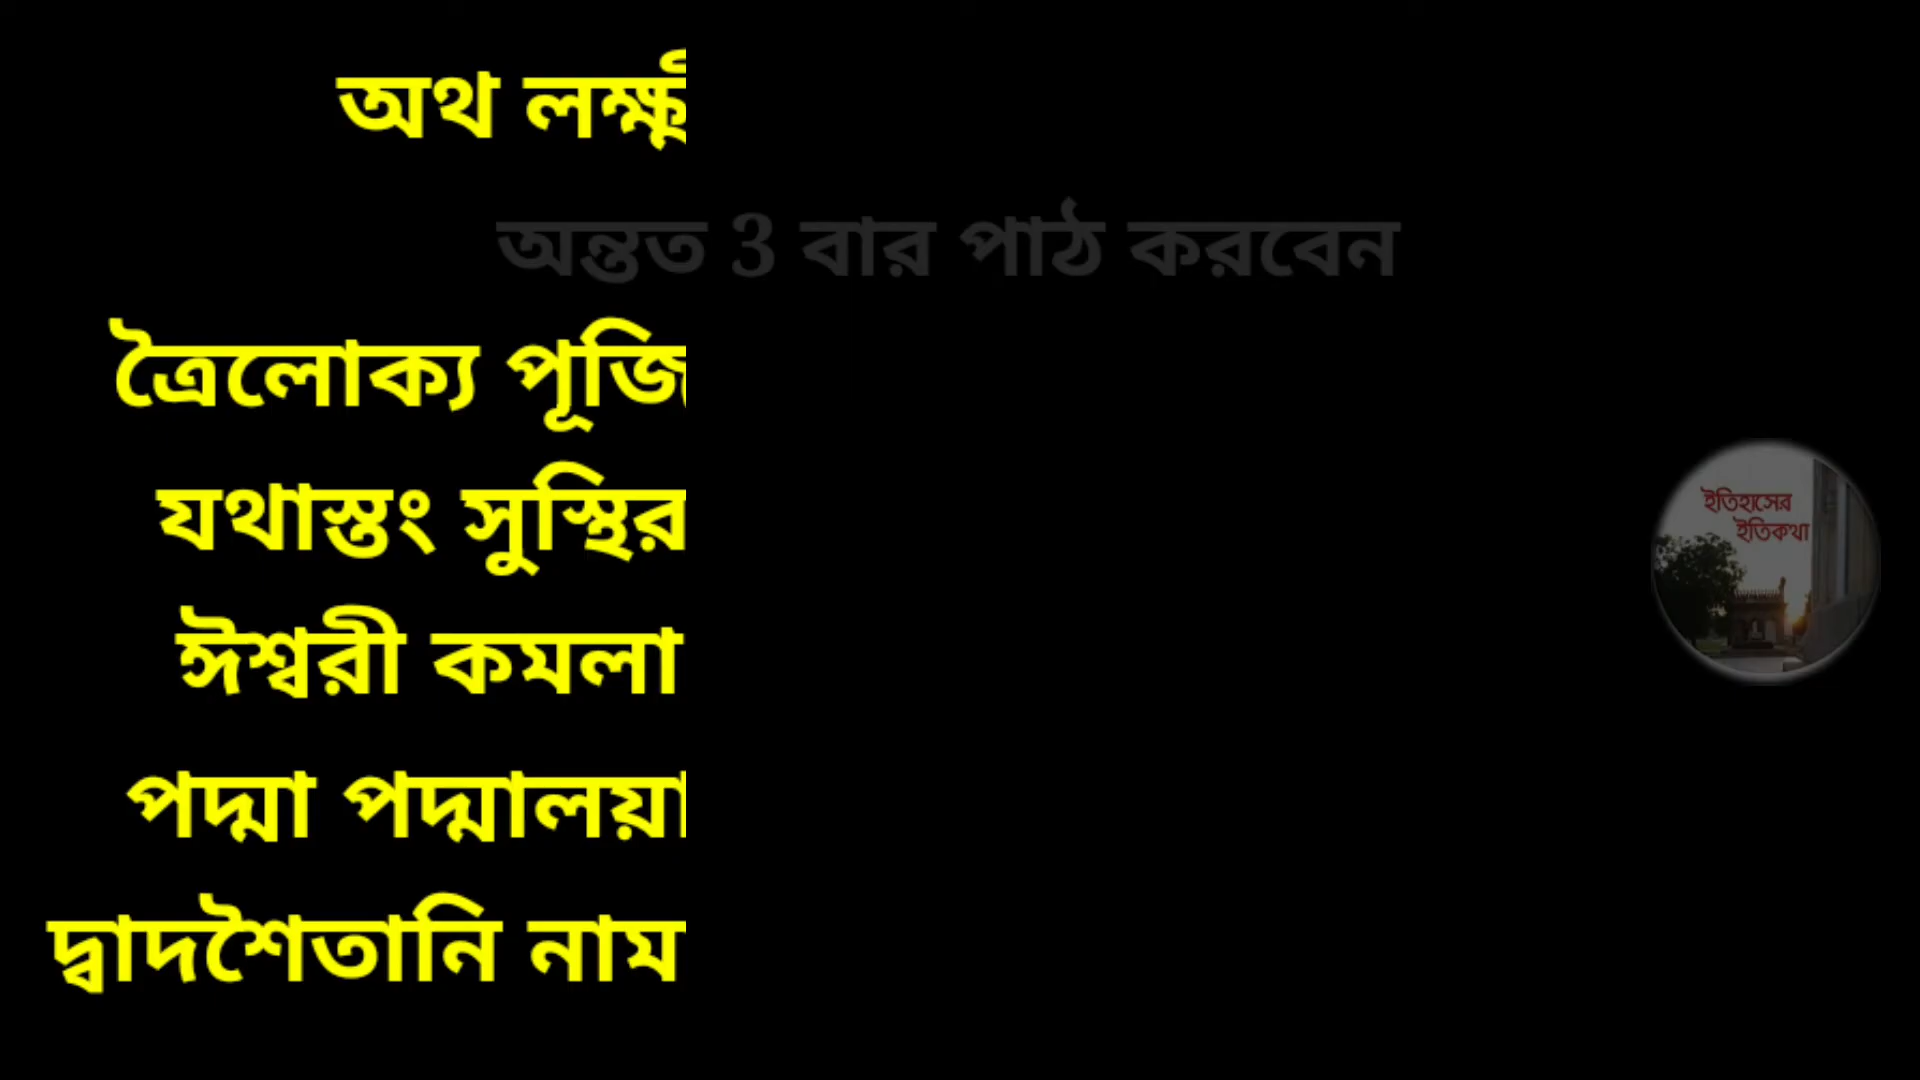 অথ লক্ষ্মী
অন্তত 3 বার পাঠ করবেন
ত্রৈলোক্য পূজি
যথাস্তং সুস্থির
ঈশ্বরী কমলা
পদ্মা পদ্মালয়া
দ্বাদশৈতানি নাম
ইতিহাসের
ইতিকথা